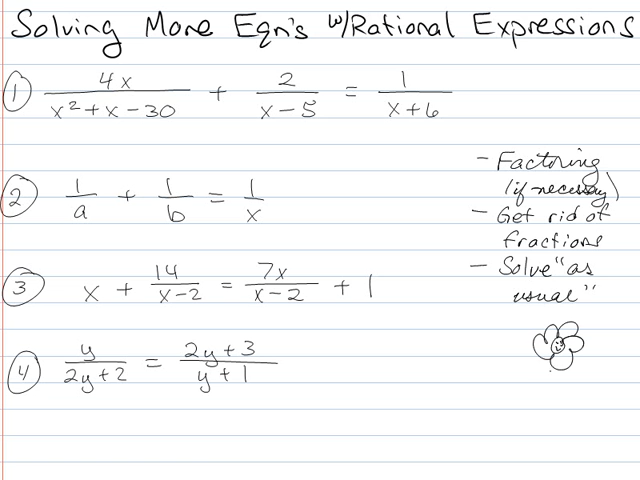 Solving More Eqn's w/Rational Expressions
① 4x/(x²+x-30) + 2/(x-5) = 1/(x+6)
② 1/a + 1/b = 1/x
③ x + 14/(x-2) = 7x/(x-2) + 1
④ y/(2y+2) = (2y+3)/(y+1)
- Factoring
(if necessary)
- Get rid of
fractions
- Solve "as
usual"